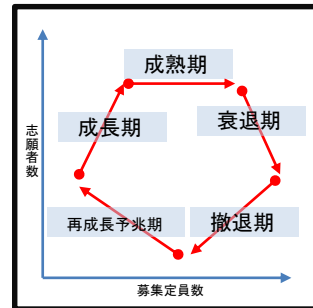 成熟期
成長期
衰退期
志願者数
再成長予兆期
撤退期
募集定員数